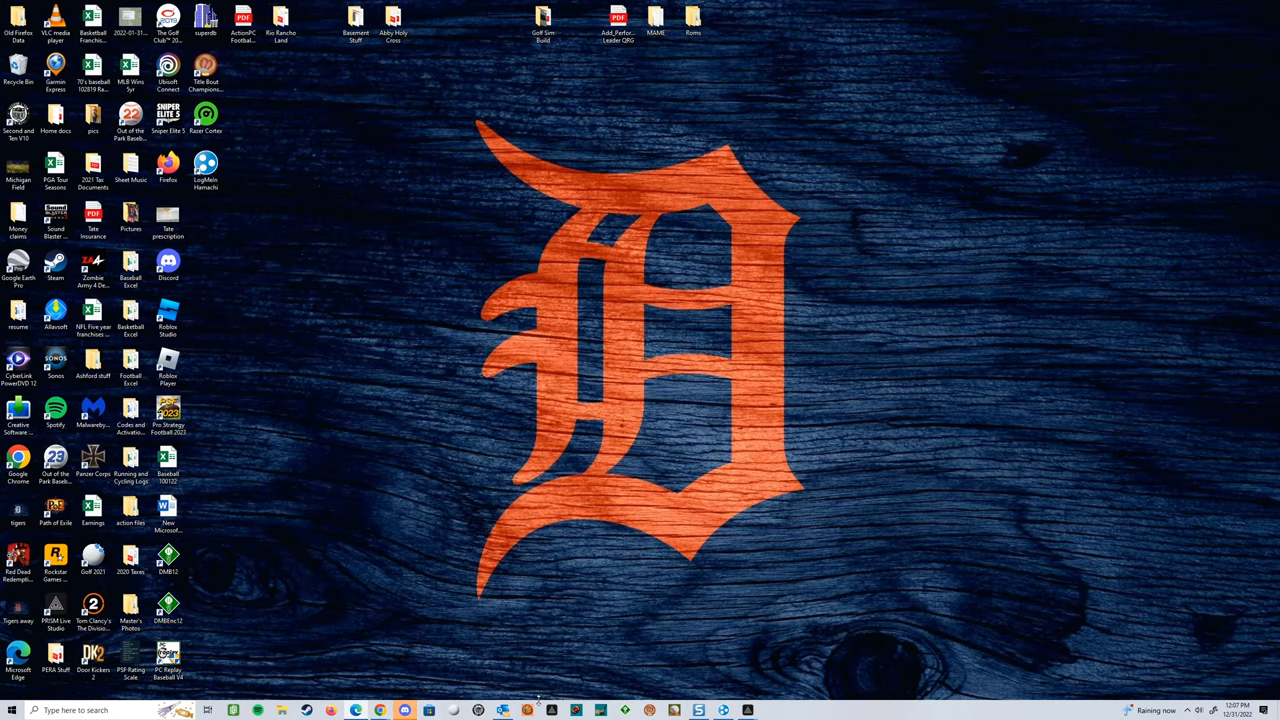 Old Firefox
Data
VLC media
player
Basketball
Franchis...
2022-01-31...
The Golf
Club™ 20...
superdb
ActionPC
Footbal...
Rio Rancho
Land
Basement
Stuff
Abby Holy
Cross
Golf Sim
Build
Add_Perfor...
Leader QRG
MAME
Roms
Recycle Bin
Garmin
Express
70's baseball
102819 Ra...
MLB Wins
5yr
Ubisoft
Connect
Title Bout
Champions...
Second and
Ten V10
Home docs
pics
Out of the
Park Baseb...
Sniper Elite 5
Razer Cortex
Michigan
Field
PGA Tour
Seasons
2021 Tax
Documents
Sheet Music
Firefox
LogMeIn
Hamachi
Money
claims
Sound
Blaster ...
Tate
Insurance
Pictures
Tate
prescription
Google Earth
Pro
Steam
Zombie
Army 4 De...
Baseball
Excel
Discord
resume
Allavsoft
NFL Five year
franchises ...
Basketball
Excel
Roblox
Studio
CyberLink
PowerDVD 12
Sonos
Ashford stuff
Football
Excel
Roblox
Player
Creative
Software ...
Spotify
Malwareby...
Codes and
Activatio...
Pro Strategy
Football 2023
Google
Chrome
Out of the
Park Baseb...
Panzer Corps
Running and
Cycling Logs
Baseball
100122
tigers
Path of Exile
Earnings
action files
New
Microsof...
Red Dead
Redempti...
Rockstar
Games ...
Golf 2021
2020 Taxes
DMB12
Tigers away
PRISM Live
Studio
Tom Clancy's
The Divisio...
Master's
Photos
DMBEnc12
Microsoft
Edge
PERA Stuff
Door Kickers
2
PSF Rating
Scale
PC Replay
Baseball V4
Type here to search
Raining now
12:07 PM
12/31/2022